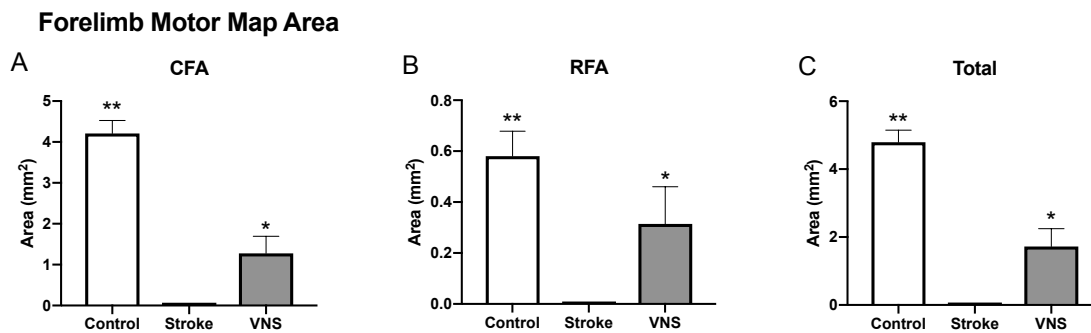 Forelimb Motor Map Area
A
CFA
Area (mm²)
5
4
3
2
1
0
**
*
Control Stroke VNS
B
RFA
Area (mm²)
0.8
0.6
0.4
0.2
0.0
**
*
Control Stroke VNS
C
Total
Area (mm²)
6
4
2
0
**
*
Control Stroke VNS